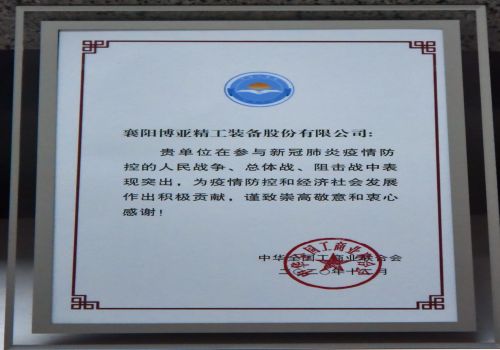 襄阳博亚精工装备股份有限公司:
贵单位在参与新冠肺炎疫情防
控的人民战争、总体战、阻击战中表
现突出，为疫情防控和经济社会发展
作出积极贡献，谨致崇高敬意和衷心
感谢！
中华全国工商业联合会
二〇二〇年十二月